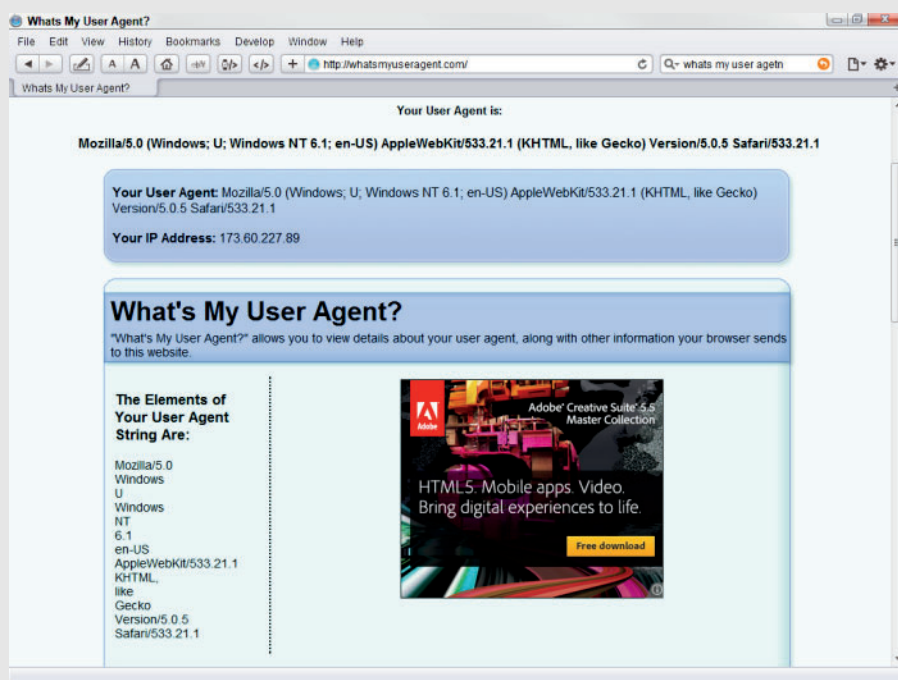 Whats My User Agent?
File Edit View History Bookmarks Develop Window Help
A A </> + http://whatsmyuseragent.com/ whats my user agetn
Whats My User Agent?
Your User Agent is:
Mozilla/5.0 (Windows; U; Windows NT 6.1; en-US) AppleWebKit/533.21.1 (KHTML, like Gecko) Version/5.0.5 Safari/533.21.1
Your User Agent: Mozilla/5.0 (Windows; U; Windows NT 6.1; en-US) AppleWebKit/533.21.1 (KHTML, like Gecko)
Version/5.0.5 Safari/533.21.1
Your IP Address: 173.60.227.89
What's My User Agent?
"What's My User Agent?" allows you to view details about your user agent, along with other information your browser sends
to this website.
The Elements of
Your User Agent
String Are:
Mozilla/5.0
Windows
U
Windows
NT
6.1
en-US
AppleWebKit/533.21.1
KHTML,
like
Gecko
Version/5.0.5
Safari/533.21.1
Adobe
Adobe® Creative Suite® 5.5
Master Collection
HTML5. Mobile apps. Video.
Bring digital experiences to life.
Free download